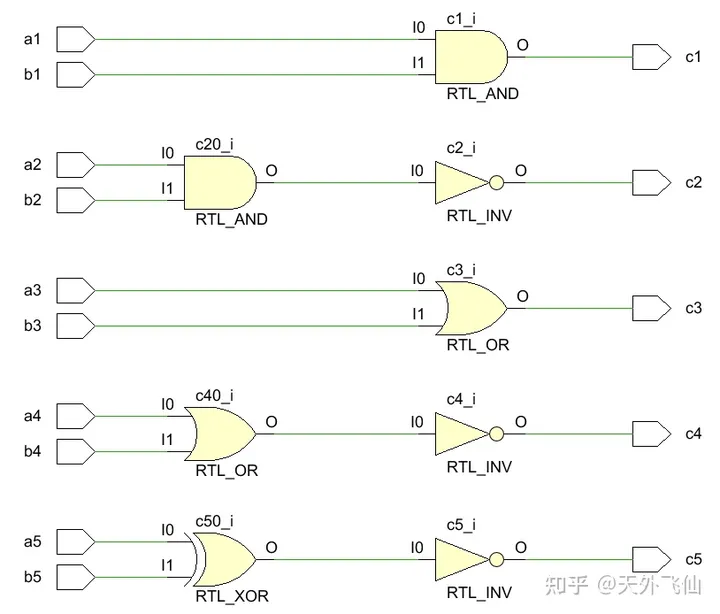 c1_i
a1 I0 O c1
b1 I1
RTL_AND
c20_i c2_i
a2 I0 O I0 O c2
b2 I1
RTL_AND RTL_INV
c3_i
a3 I0 O c3
b3 I1
RTL_OR
c40_i c4_i
a4 I0 O I0 O c4
b4 I1
RTL_OR RTL_INV
c50_i c5_i
a5 I0 O I0 O c5
b5 I1
RTL_XOR RTL_INV
知乎 @天外飞仙